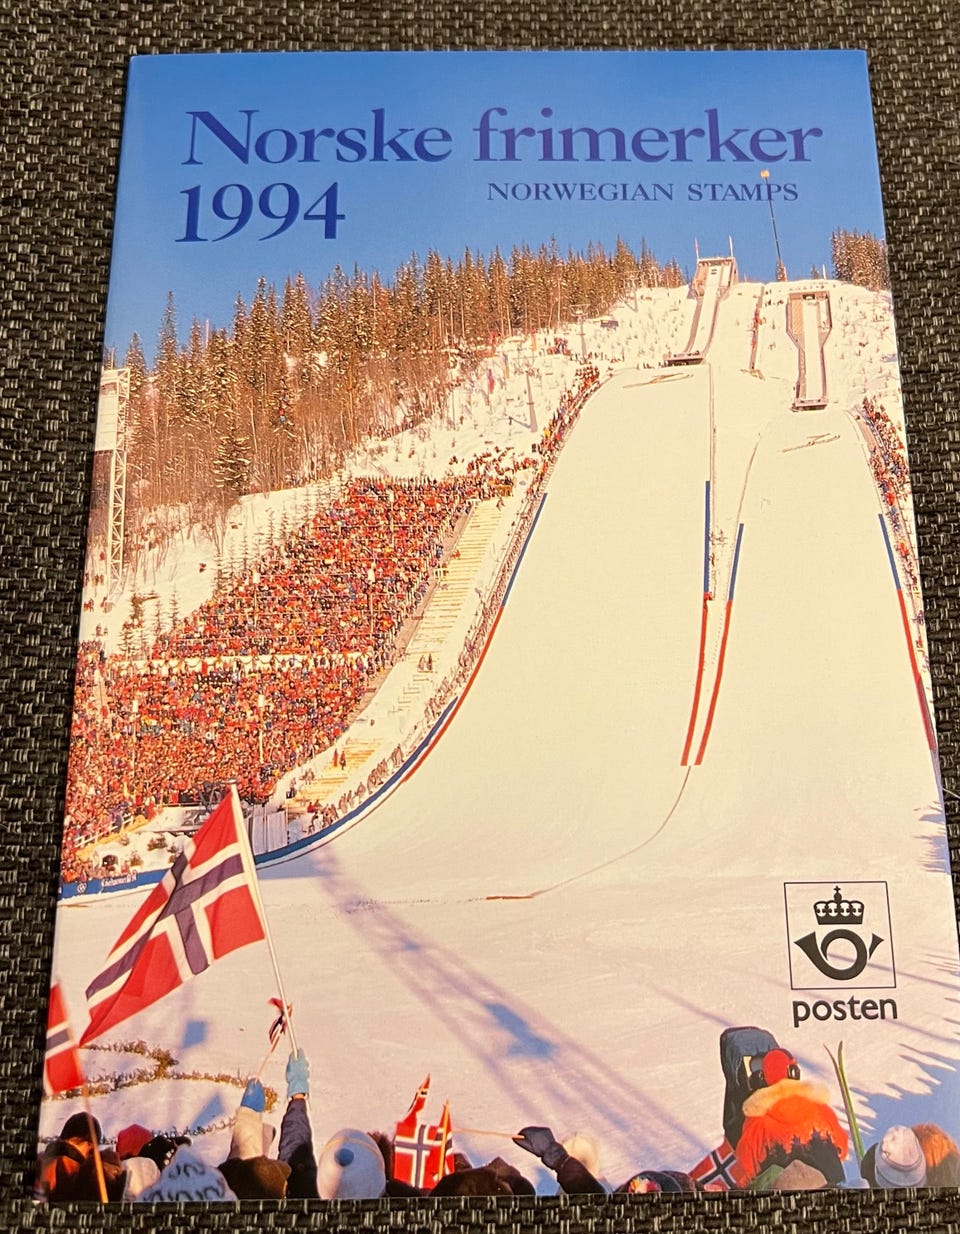 Norske frimerker
1994
NORWEGIAN STAMPS
posten